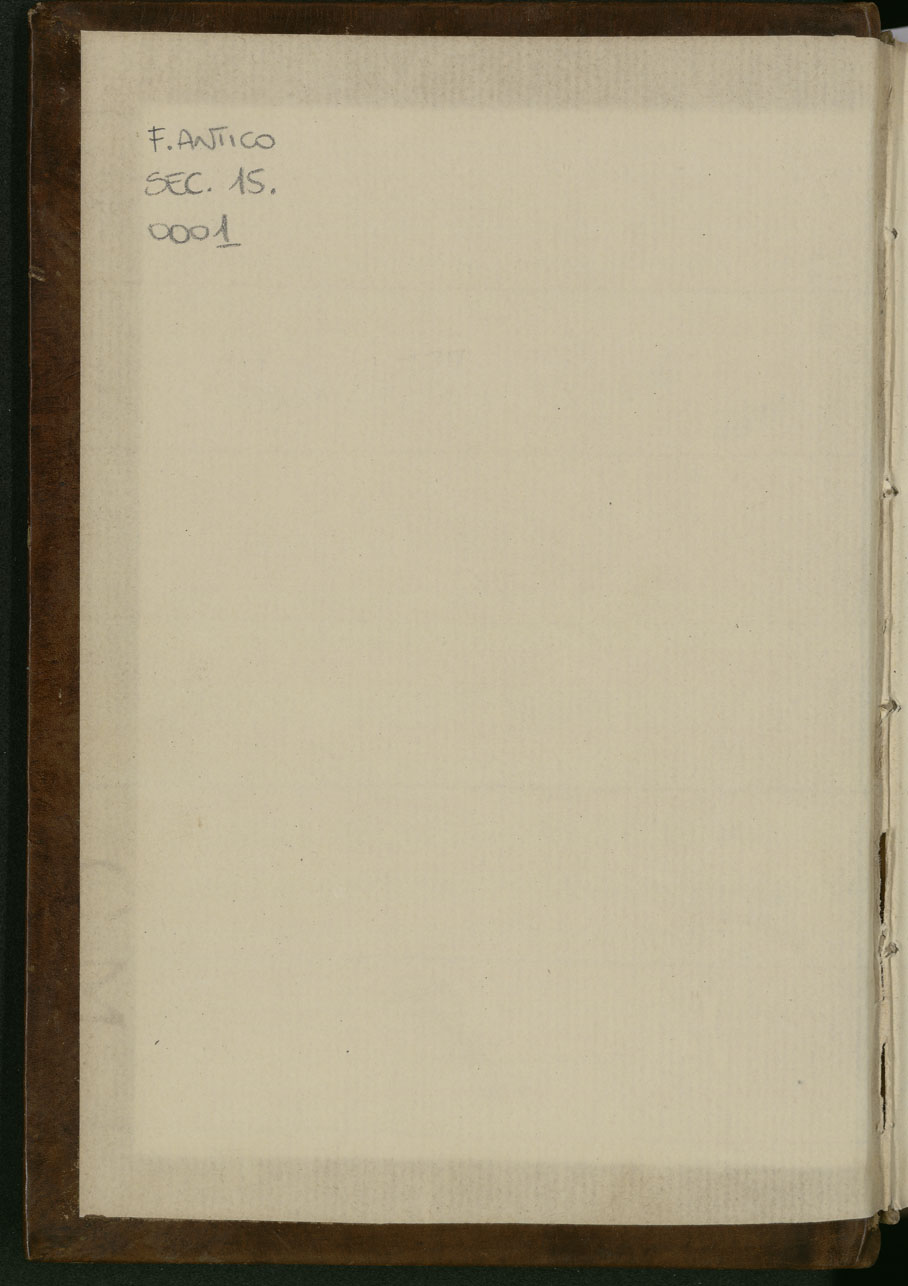 F. ANTICO
SEC. 15.
0001